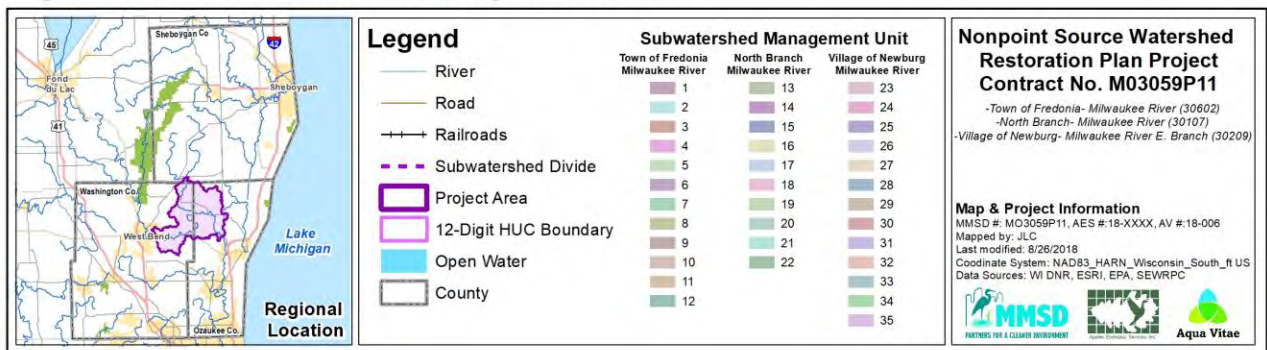 Sheboygan Co
45
42
Fond
du Lac
Sheboygan
41
Washington Co.
West Bend
Lake
Michigan
Ozaukee Co.
Regional
Location
Legend
River
Road
Railroads
Subwatershed Divide
Project Area
12-Digit HUC Boundary
Open Water
County
Subwatershed Management Unit
Town of Fredonia
Milwaukee River
1
2
3
4
5
6
7
8
9
10
11
12
North Branch
Milwaukee River
13
14
15
16
17
18
19
20
21
22
Village of Newburg
Milwaukee River
23
24
25
26
27
28
29
30
31
32
33
34
35
Nonpoint Source Watershed
Restoration Plan Project
Contract No. M03059P11
-Town of Fredonia- Milwaukee River (30602)
-North Branch- Milwaukee River (30107)
-Village of Newburg- Milwaukee River E. Branch (30209)
Map & Project Information
MMSD #: MO3059P11, AES #:18-XXXX, AV #:18-006
Mapped by: JLC
Last modified: 8/26/2018
Coodinate System: NAD83_HARN_Wisconsin_South_ft US
Data Sources: WI DNR, ESRI, EPA, SEWRPC
MMSD
PARTNERS FOR A CLEANER ENVIRONMENT
Applied Ecological Services, Inc.
Aqua Vitae